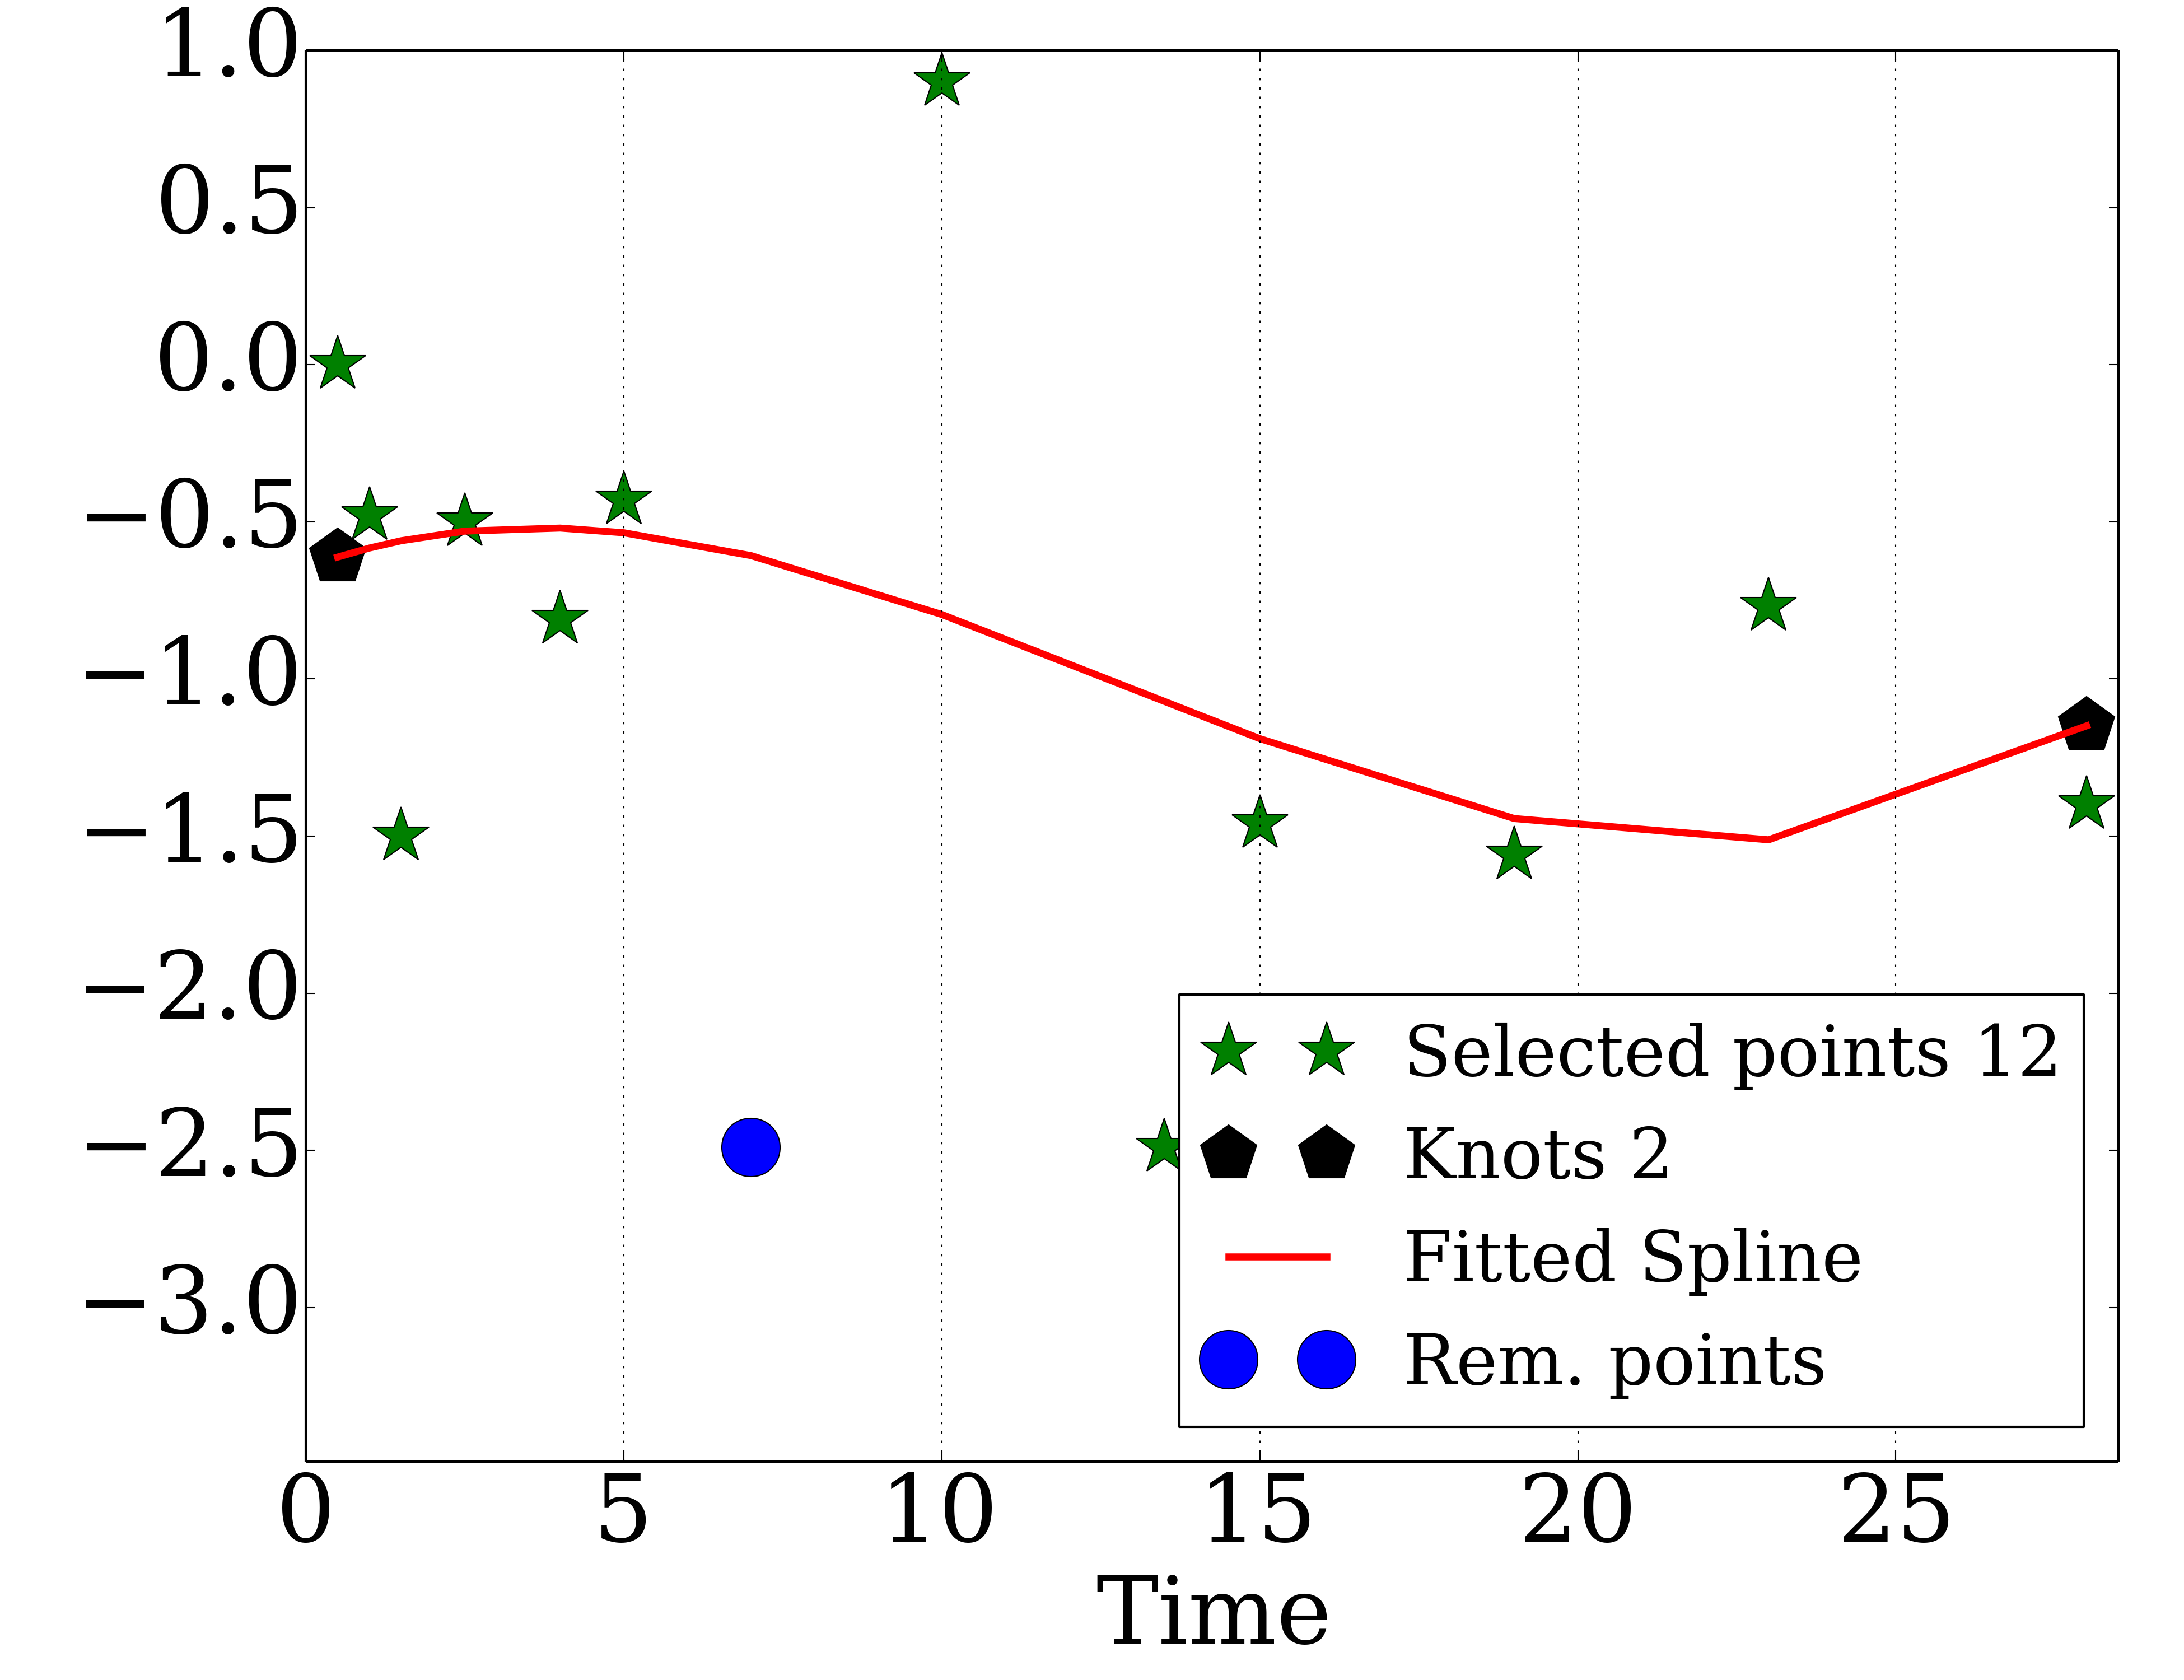 1.0
0.5
0.0
−0.5
−1.0
−1.5
−2.0
−2.5
−3.0
Selected points 12
Knots 2
Fitted Spline
Rem. points
0 5 10 15 20 25
Time